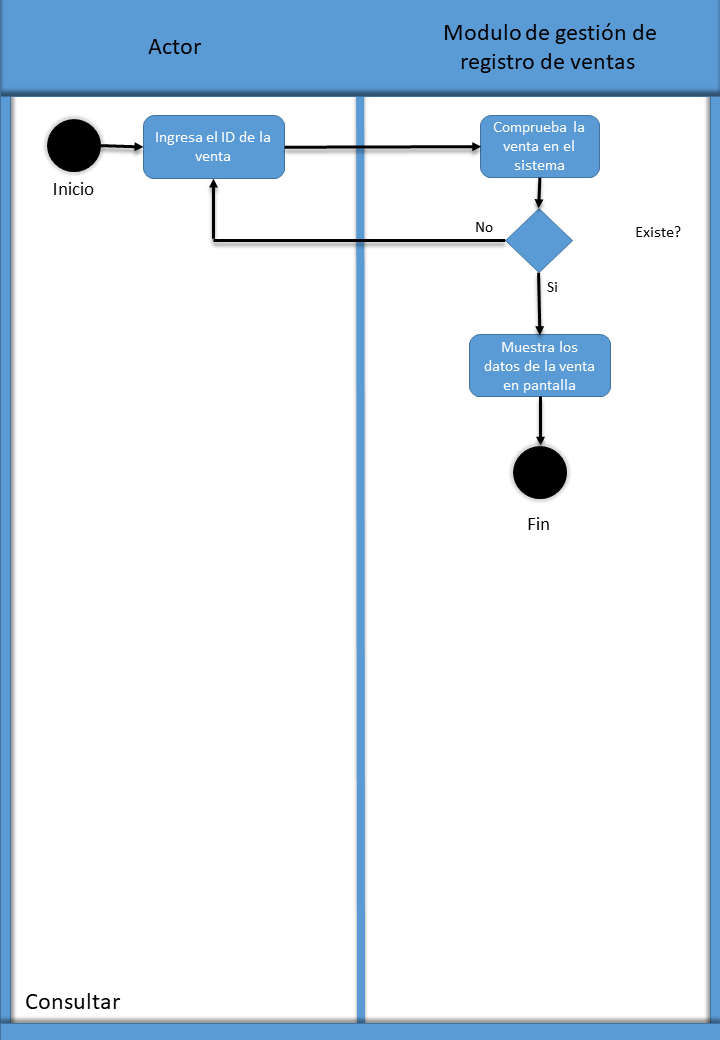 Actor
Modulo de gestión de
registro de ventas
Inicio
Ingresa el ID de la
venta
Comprueba la
venta en el
sistema
No
Existe?
Si
Muestra los
datos de la venta
en pantalla
Fin
Consultar